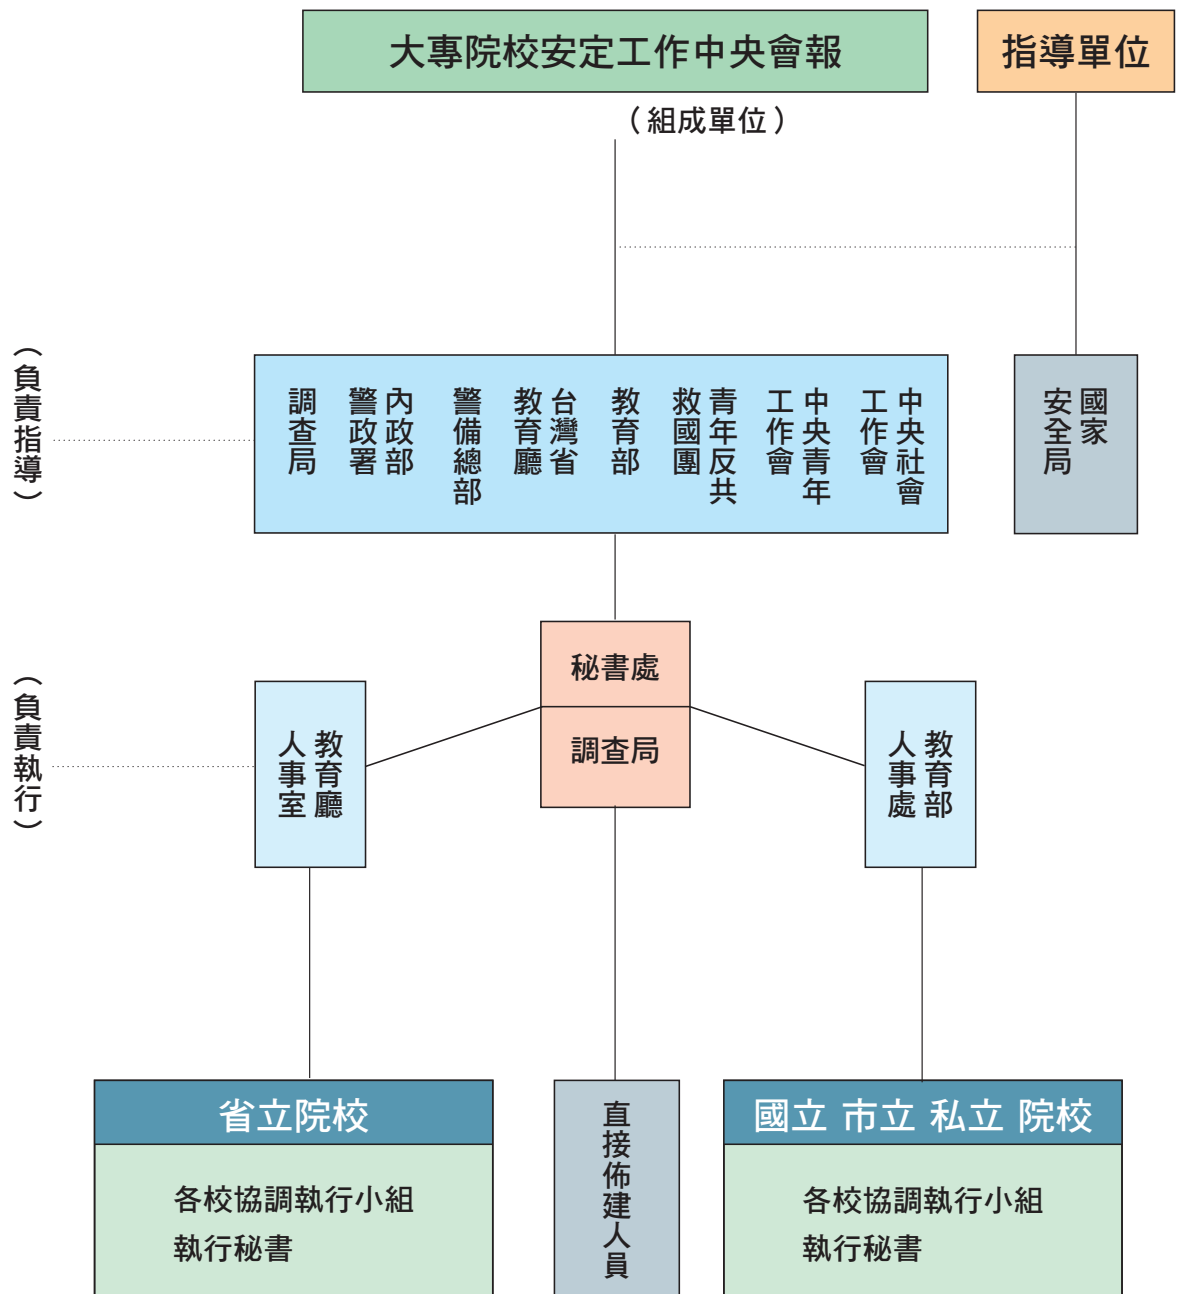 大專院校安定工作中央會報
指導單位
（組成單位）
（負責指導）
調查局
內政部
警政署
警備總部
台灣省
教育廳
教育部
青年反共
救國團
中央青年
工作會
中央社會
工作會
國家
安全局
（負責執行）
教育廳
人事室
秘書處
調查局
教育部
人事處
省立院校
各校協調執行小組
執行秘書
直接佈建人員
國立 市立 私立 院校
各校協調執行小組
執行秘書